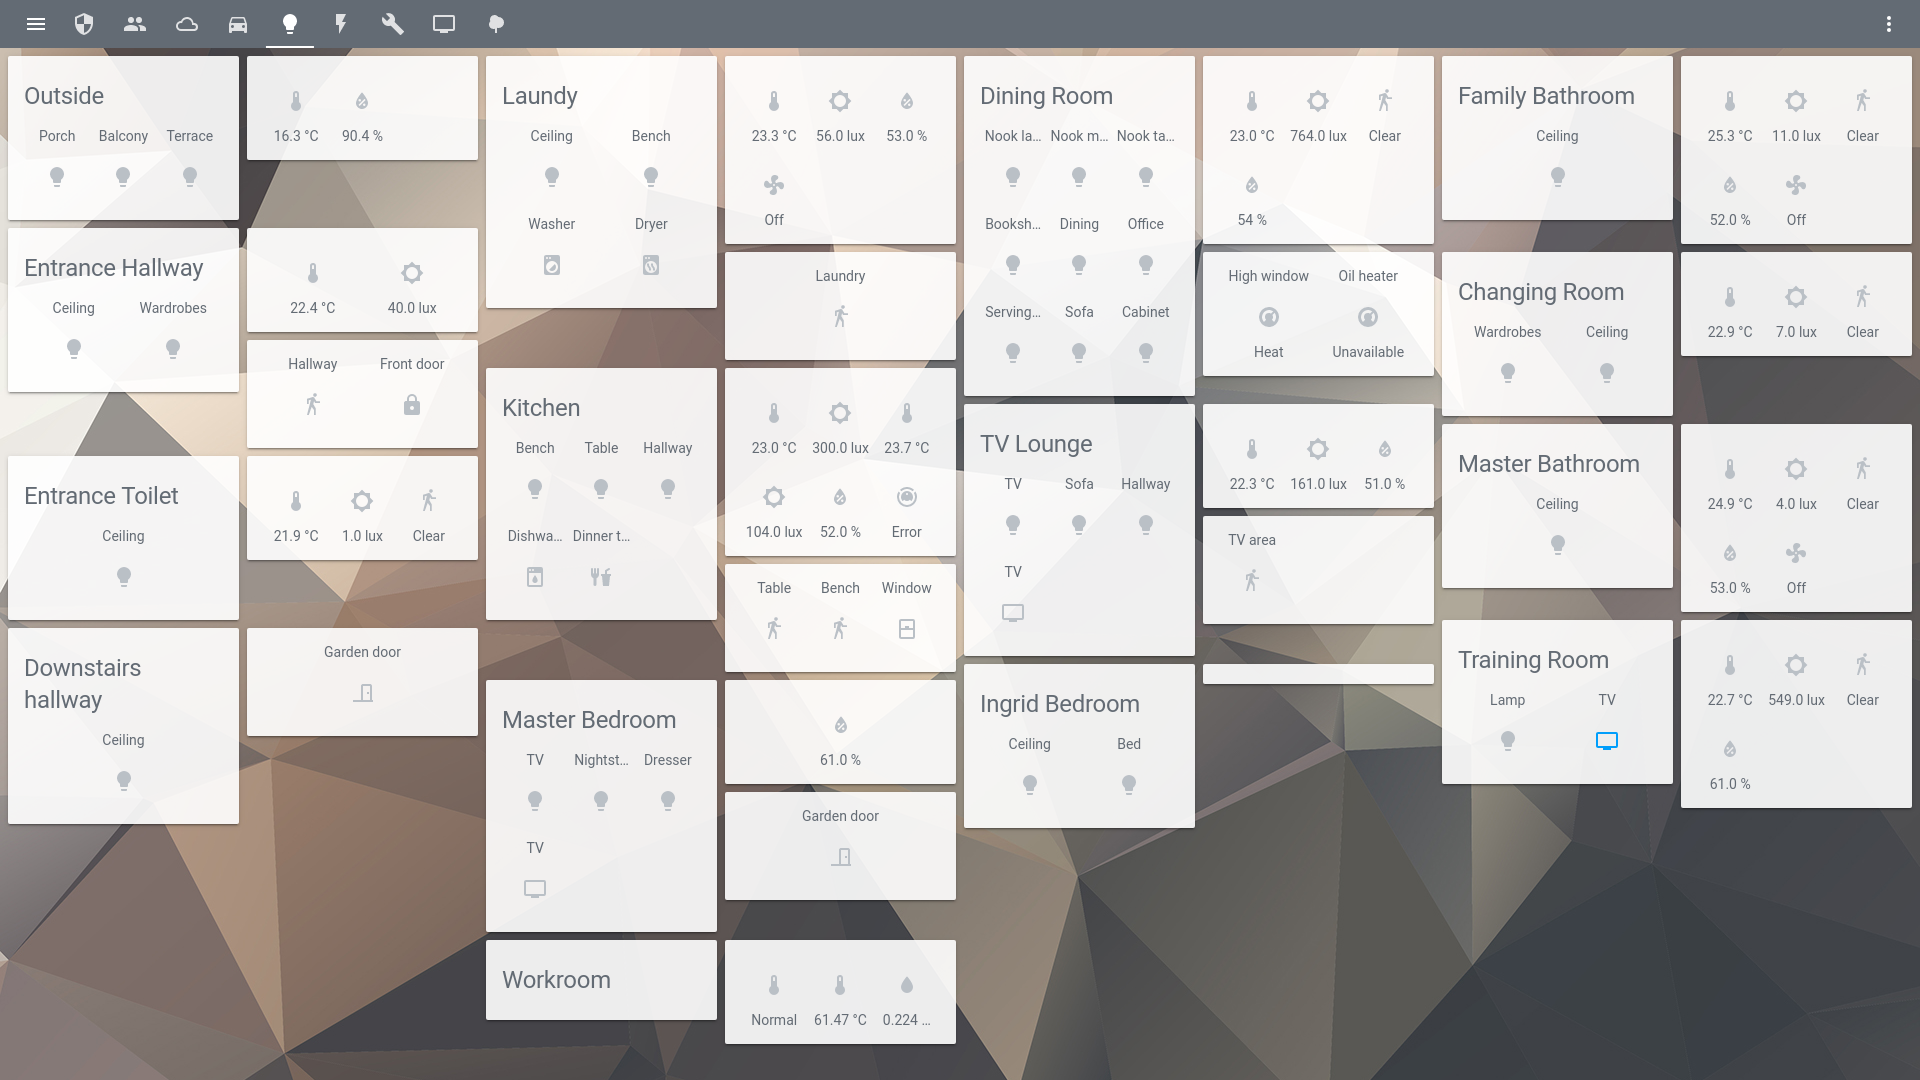 Outside
Porch Balcony Terrace
16.3 °C 90.4 %
Entrance Hallway
Ceiling Wardrobes
22.4 °C 40.0 lux
Hallway Front door
Entrance Toilet
Ceiling
21.9 °C 1.0 lux Clear
Downstairs
hallway
Ceiling
Garden door
Laundy
Ceiling Bench
Washer Dryer
23.3 °C 56.0 lux 53.0 %
Off
Laundry
Kitchen
Bench Table Hallway
Dishwa... Dinner t...
23.0 °C 300.0 lux 23.7 °C
104.0 lux 52.0 % Error
Table Bench Window
Master Bedroom
TV Nightst... Dresser
TV
61.0 %
Garden door
Workroom
Normal 61.47 °C 0.224 ...
Dining Room
Nook la... Nook m... Nook ta...
Booksh... Dining Office
Serving... Sofa Cabinet
23.0 °C 764.0 lux Clear
54 %
High window Oil heater
Heat Unavailable
TV Lounge
TV Sofa Hallway
TV
22.3 °C 161.0 lux 51.0 %
TV area
Ingrid Bedroom
Ceiling Bed
Family Bathroom
Ceiling
25.3 °C 11.0 lux Clear
52.0 % Off
Changing Room
Wardrobes Ceiling
22.9 °C 7.0 lux Clear
Master Bathroom
Ceiling
24.9 °C 4.0 lux Clear
53.0 % Off
Training Room
Lamp TV
22.7 °C 549.0 lux Clear
61.0 %